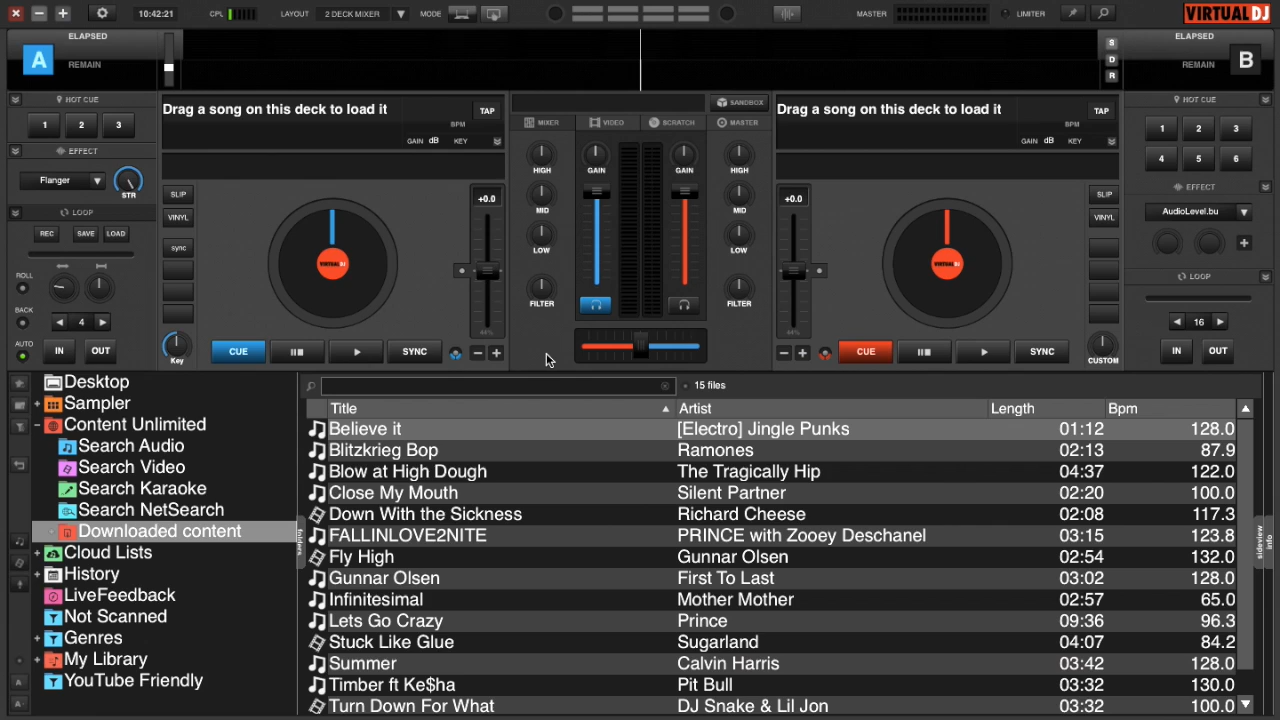 10:42:21 CPL LAYOUT 2 DECK MIXER MODE MASTER LIMITER VIRTUALDJ
A ELAPSED REMAIN
S
D
R
ELAPSED REMAIN B
HOT CUE
1 2 3
EFFECT
Flanger STR
LOOP
REC SAVE LOAD
ROLL
BACK
4
AUTO IN OUT
Drag a song on this deck to load it TAP
BPM
GAIN dB KEY
SLIP
VINYL
sync
Key
VIRTUALDJ
+0.0
44%
CUE SYNC
SANDBOX
MIXER VIDEO SCRATCH MASTER
HIGH GAIN GAIN HIGH
MID MID
LOW LOW
FILTER FILTER
Drag a song on this deck to load it TAP
BPM
GAIN dB KEY
+0.0
44%
VIRTUALDJ
SLIP
VINYL
CUSTOM
CUE SYNC
HOT CUE
1 2 3
4 5 6
EFFECT
AudioLevel.bu
LOOP
16
IN OUT
Desktop
Sampler
Content Unlimited
Search Audio
Search Video
Search Karaoke
Search NetSearch
Downloaded content
Cloud Lists
History
LiveFeedback
Not Scanned
Genres
My Library
YouTube Friendly
folders
15 files
Title Artist Length Bpm
Believe it [Electro] Jingle Punks 01:12 128.0
Blitzkrieg Bop Ramones 02:13 87.9
Blow at High Dough The Tragically Hip 04:37 122.0
Close My Mouth Silent Partner 02:20 100.0
Down With the Sickness Richard Cheese 02:08 117.3
FALLINLOVE2NITE PRINCE with Zooey Deschanel 03:15 123.8
Fly High Gunnar Olsen 02:54 132.0
Gunnar Olsen First To Last 03:02 128.0
Infinitesimal Mother Mother 02:57 65.0
Lets Go Crazy Prince 09:36 96.3
Stuck Like Glue Sugarland 04:07 84.2
Summer Calvin Harris 03:42 128.0
Timber ft Ke$ha Pit Bull 03:32 130.0
Turn Down For What DJ Snake & Lil Jon 03:32 100.0
sideview
info